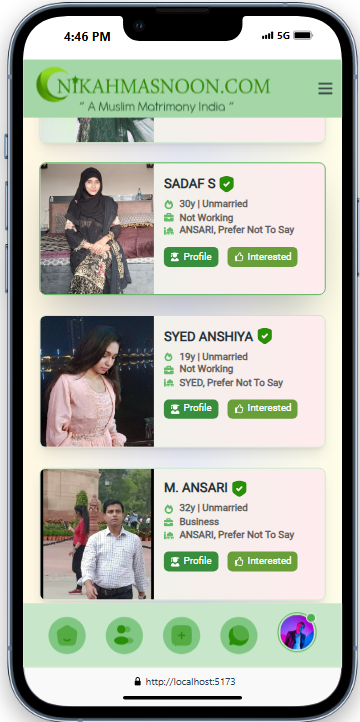 4:46 PM
5G
NIKAHMASNOON.COM
“ A Muslim Matrimony India ”
SADAF S
30y | Unmarried
Not Working
ANSARI, Prefer Not To Say
Profile
Interested
SYED ANSHIYA
19y | Unmarried
Not Working
SYED, Prefer Not To Say
Profile
Interested
M. ANSARI
32y | Unmarried
Business
ANSARI, Prefer Not To Say
Profile
Interested
http://localhost:5173